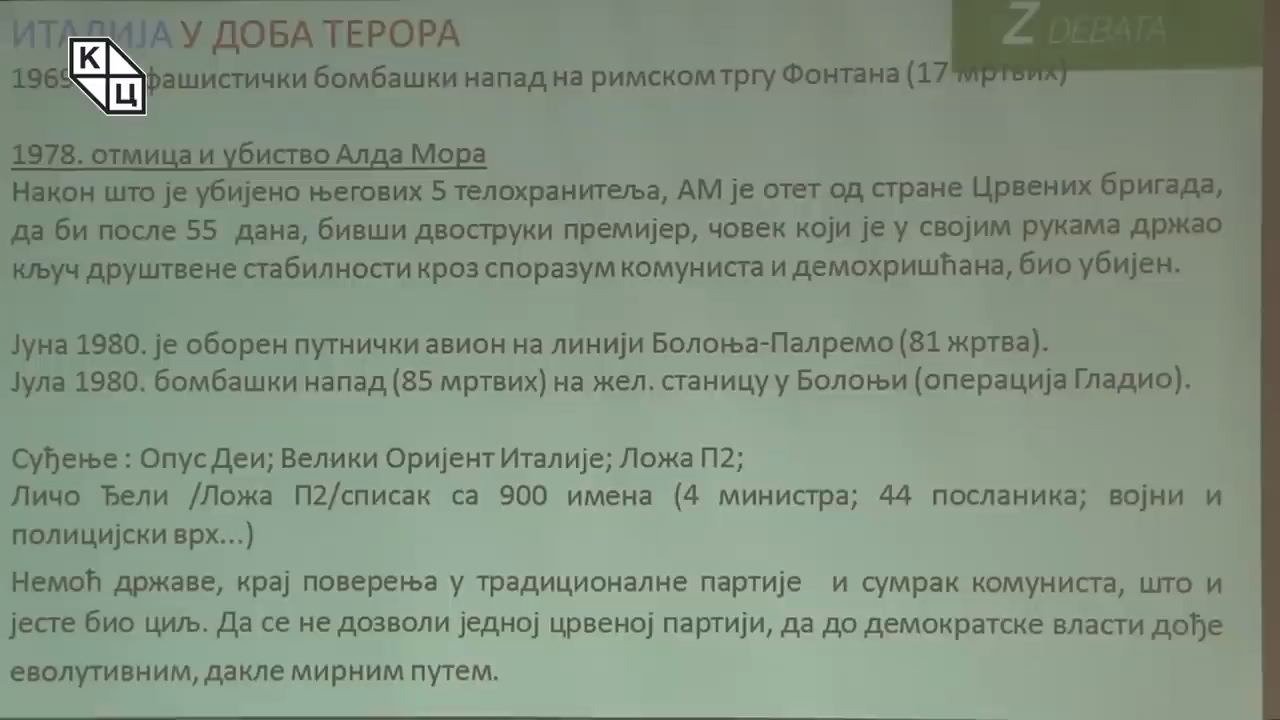 ИТАЛИЈА У ДОБА ТЕРОРА
Z DEBATA
К
Ц
1969 фашистички бомбашки напад на римском тргу Фонтана (17 мртвих)
1978. отмица и убиство Алда Мора
Након што је убијено његових 5 телохранитеља, АМ је отет од стране Црвених бригада,
да би после 55 дана, бивши двоструки премијер, човек који је у својим рукама држао
кључ друштвене стабилности кроз споразум комуниста и демохришћана, био убијен.
Јуна 1980. је оборен путнички авион на линији Болоња-Палремо (81 жртва).
Јула 1980. бомбашки напад (85 мртвих) на жел. станицу у Болоњи (операција Гладио).
Суђење : Опус Деи; Велики Оријент Италије; Ложа П2;
Личо Ђели /Ложа П2/списак са 900 имена (4 министра; 44 посланика; војни и
полицијски врх...)
Немоћ државе, крај поверења у традиционалне партије и сумрак комуниста, што и
јесте био циљ. Да се не дозволи једној црвеној партији, да до демократске власти дође
еволутивним, дакле мирним путем.